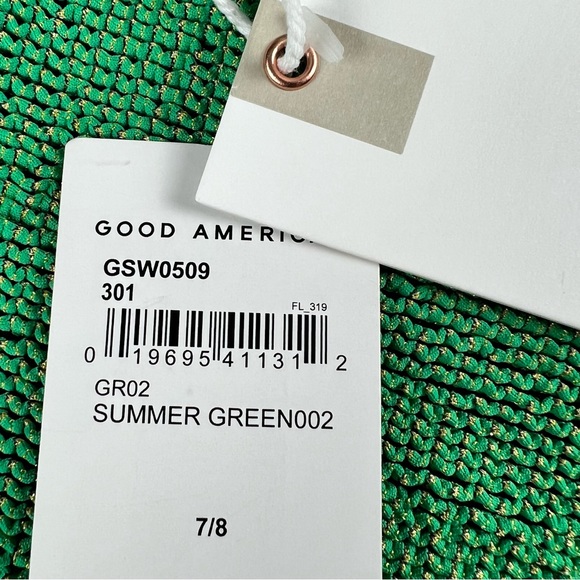 GOOD AMERIC
GSW0509
301
FL_319
0 19695 41131 2
GR02
SUMMER GREEN002
7/8